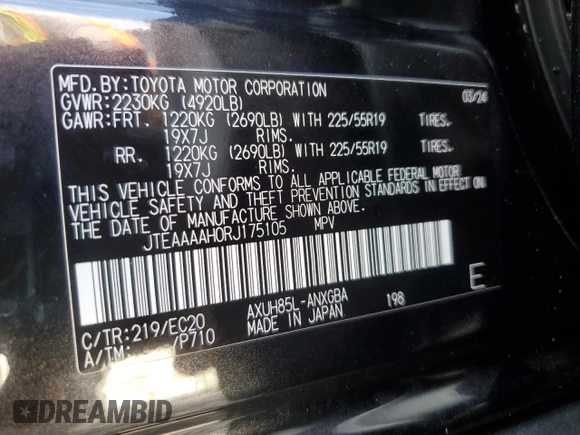 MFD.BY:TOYOTA MOTOR CORPORATION 03/24
GVWR:2230KG (4920LB)
GAWR:FRT. 1220KG (2690LB) WITH 225/55R19 TIRES.
19X7J RIMS.
RR. 1220KG (2690LB) WITH 225/55R19 TIRES.
19X7J RIMS.
THIS VEHICLE CONFORMS TO ALL APPLICABLE FEDERAL MOTOR
VEHICLE SAFETY AND THEFT PREVENTION STANDARDS IN EFFECT ON
THE DATE OF MANUFACTURE SHOWN ABOVE.
JTEAAAAH0RJ175105 MPV
E
C/TR:219/EC20 AXUH85L-ANXGBA 198
A/TM: /P710 MADE IN JAPAN
DREAMBID